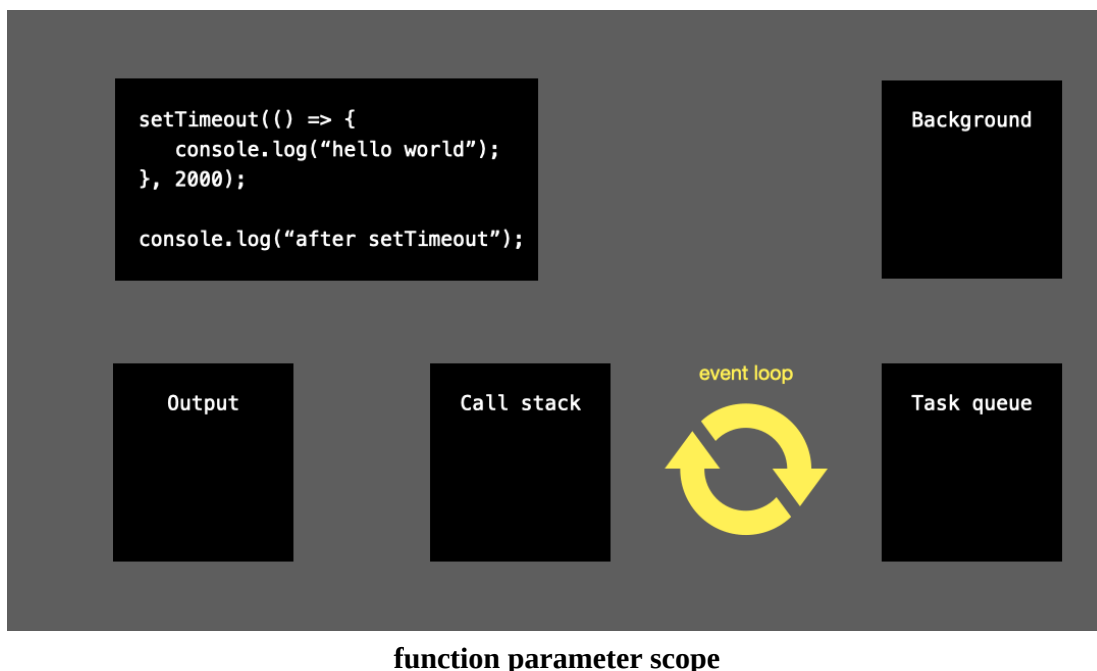 setTimeout(() => {
console.log(“hello world”);
}, 2000);
console.log(“after setTimeout”);
Background
Output
Call stack
event loop
Task queue
function parameter scope